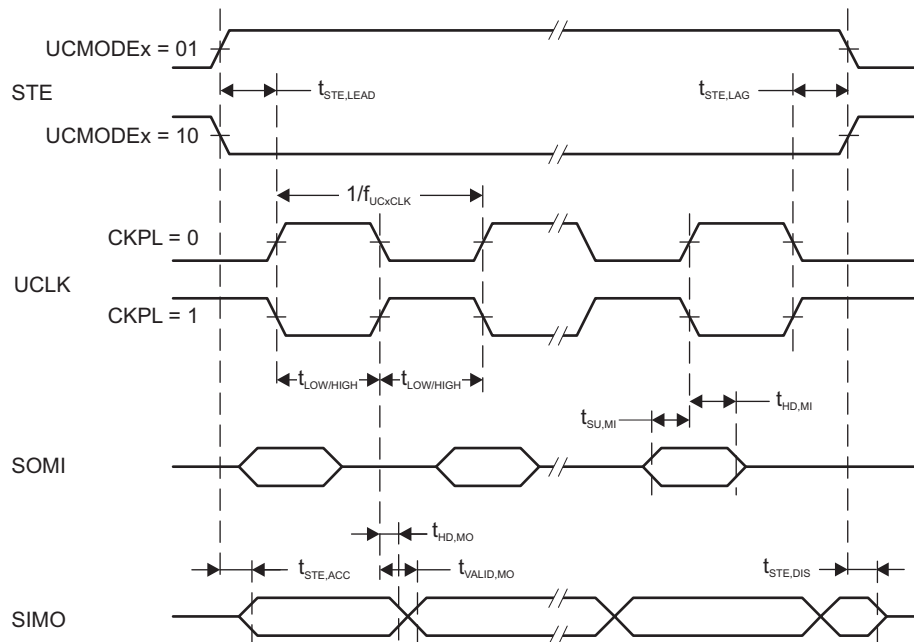 UCMODEx = 01
STE
t_STE,LEAD
t_STE,LAG
UCMODEx = 10
1/f_UCxCLK
CKPL = 0
UCLK
CKPL = 1
t_LOW/HIGH t_LOW/HIGH
t_SU,MI
t_HD,MI
SOMI
t_HD,MO
t_STE,ACC
t_VALID,MO
t_STE,DIS
SIMO